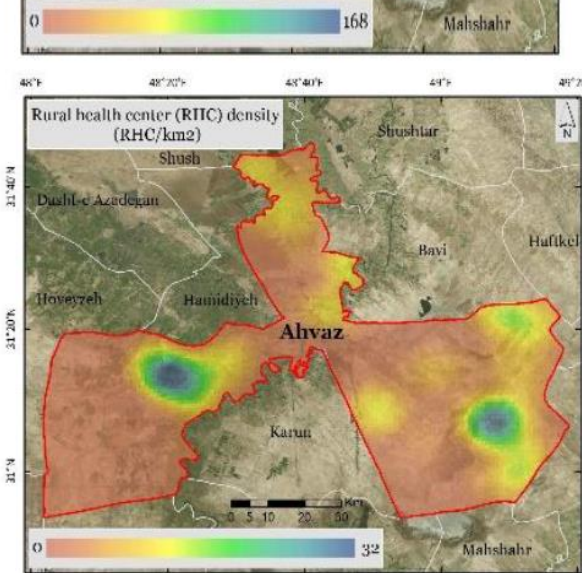 0 168
Mahshahr
48°E 48°20' 48°40' 49°E
Rural health center (RHC) density
(RHC/km2)
N
Shush
Shushtar
31°40'
Dasht-e Azadegan
Bavi
Haftkel
Hoveyzeh
Hamidiyeh
31°20'
Ahvaz
Karun
31°N
Km
0 5 10 20 30
0 32
Mahshahr